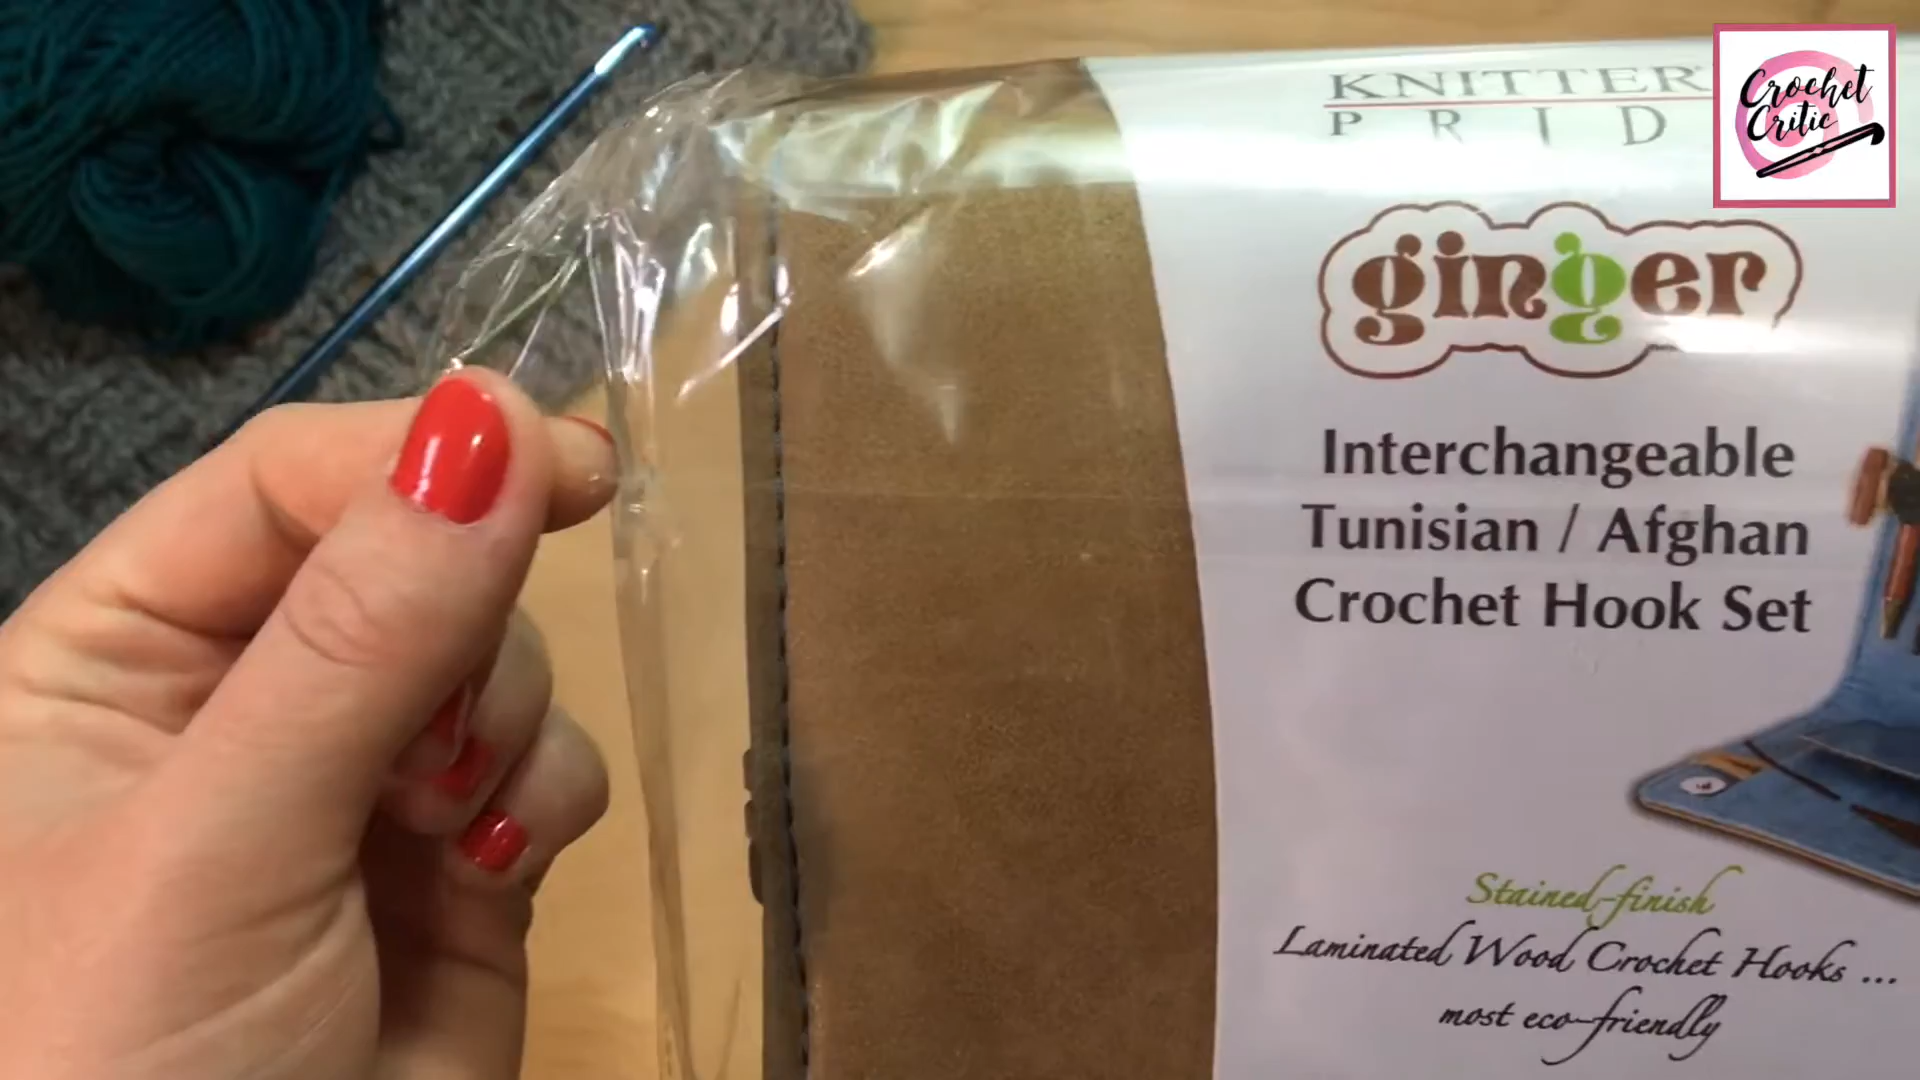 KNITTER'
PRID
Crochet
Critic
ginger
Interchangeable
Tunisian / Afghan
Crochet Hook Set
Stained-finish
Laminated Wood Crochet Hooks ...
most eco-friendly